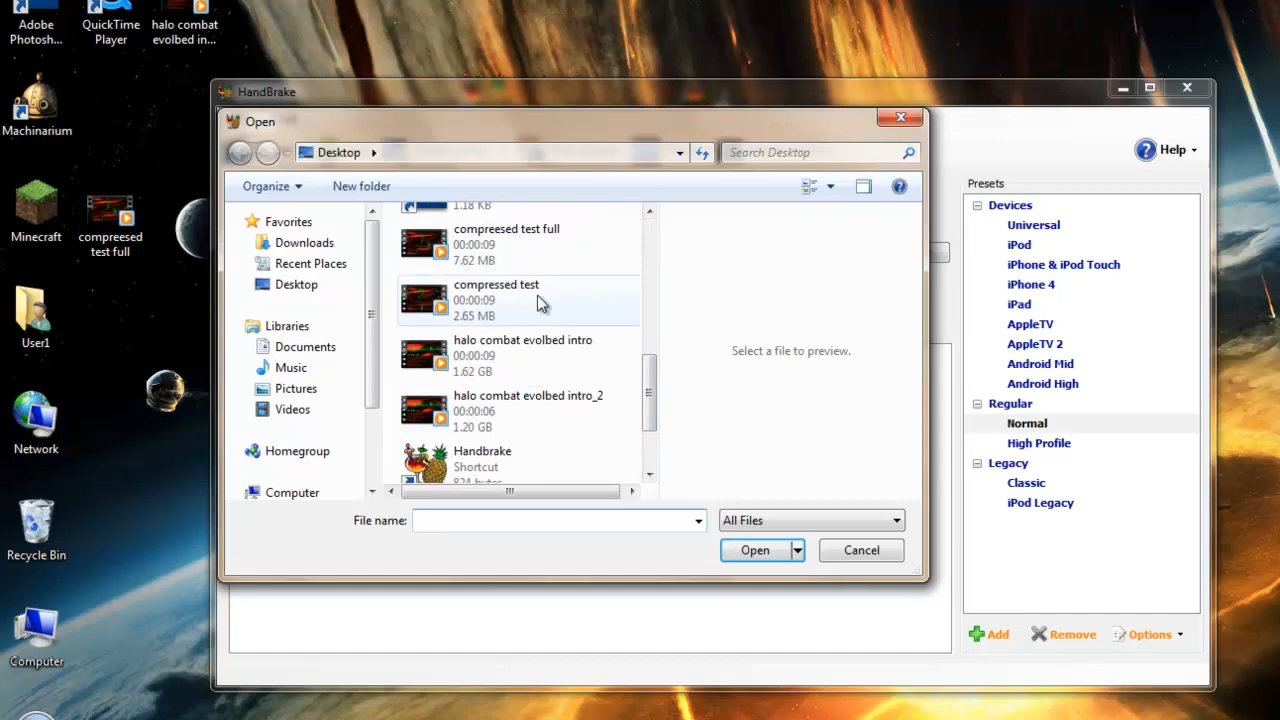 Adobe
Photosh...
QuickTime
Player
halo combat
evolbed in...
Machinarium
Minecraft
compreesed
test full
User1
Network
Recycle Bin
Computer
HandBrake
Open
Desktop
Search Desktop
Organize
New folder
Favorites
Downloads
Recent Places
Desktop
Libraries
Documents
Music
Pictures
Videos
Homegroup
Computer
1.18 KB
compreesed test full
00:00:09
7.62 MB
compressed test
00:00:09
2.65 MB
halo combat evolbed intro
00:00:09
1.62 GB
halo combat evolbed intro_2
00:00:06
1.20 GB
Handbrake
Shortcut
824 bytes
Select a file to preview.
File name:
All Files
Open
Cancel
Help
Presets
Devices
Universal
iPod
iPhone & iPod Touch
iPhone 4
iPad
AppleTV
AppleTV 2
Android Mid
Android High
Regular
Normal
High Profile
Legacy
Classic
iPod Legacy
Add
Remove
Options